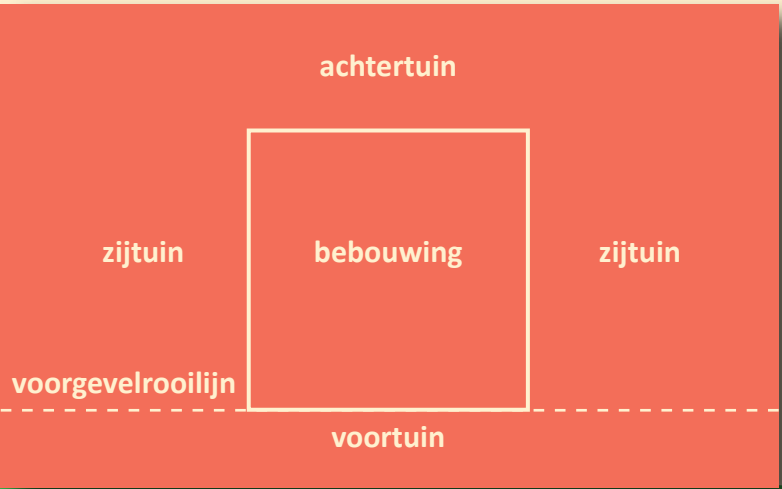 achtertuin
zijtuin
bebouwing
zijtuin
voorgevelrooilijn
voortuin